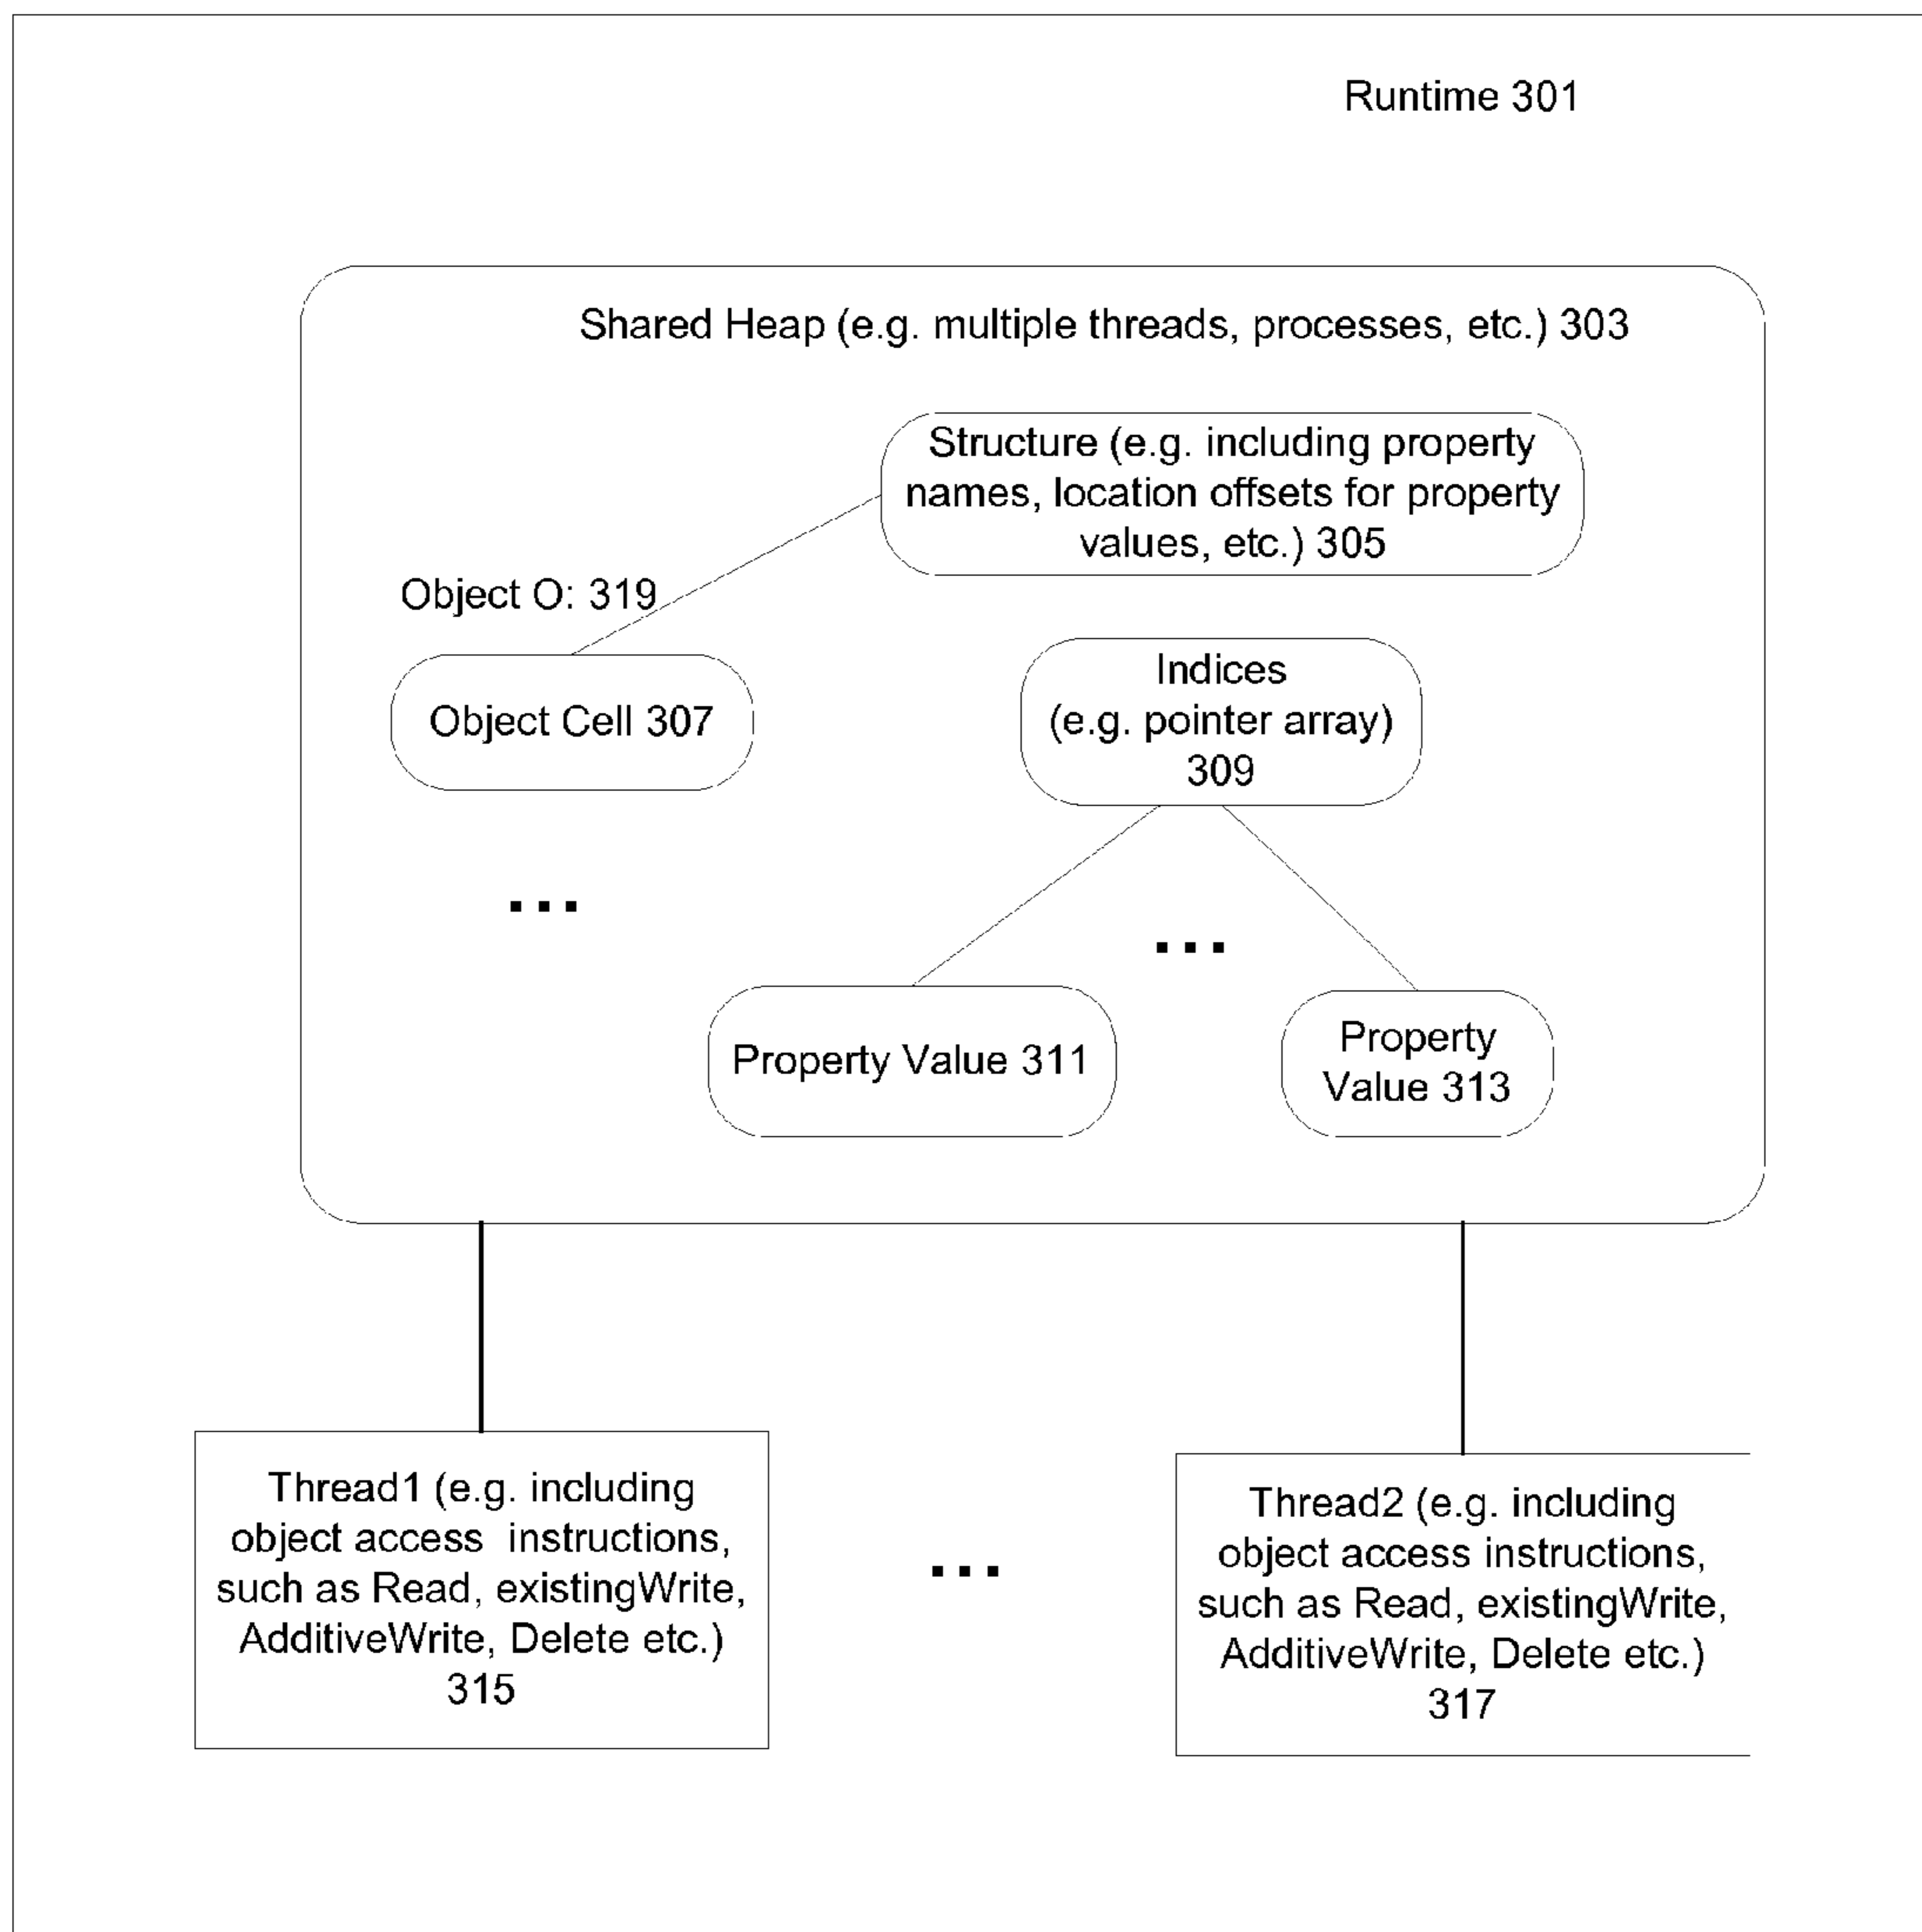 Runtime 301
Shared Heap (e.g. multiple threads, processes, etc.) 303
Structure (e.g. including property
names, location offsets for property
values, etc.) 305
Object O: 319
Object Cell 307
Indices
(e.g. pointer array)
309
...
...
Property Value 311
Property
Value 313
Thread1 (e.g. including
object access  instructions,
such as Read, existingWrite,
AdditiveWrite, Delete etc.)
315
...
Thread2 (e.g. including
object access instructions,
such as Read, existingWrite,
AdditiveWrite, Delete etc.)
317